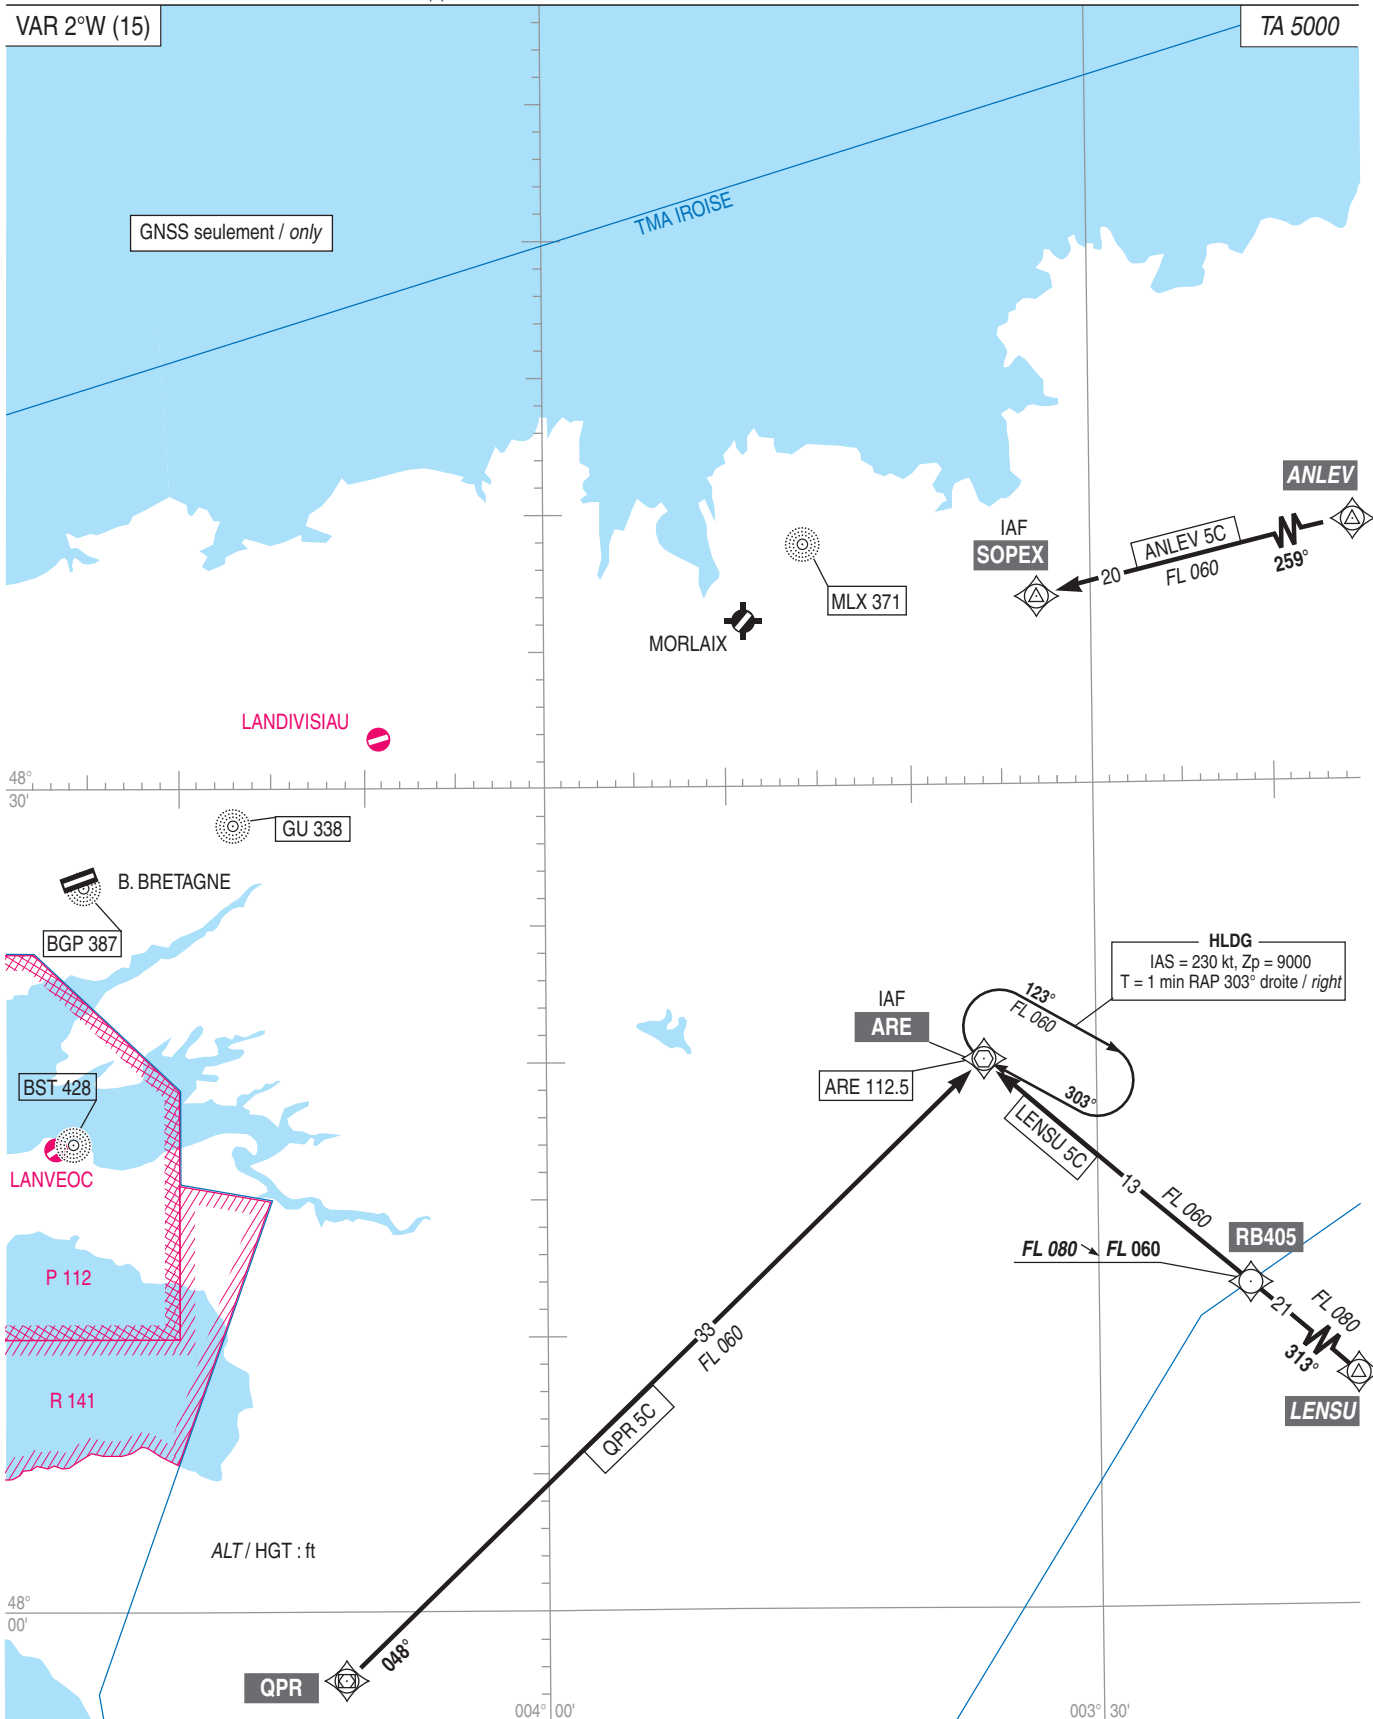 VAR 2°W (15)
TA 5000
TMA IROISE
GNSS seulement / only
ANLEV
IAF
SOPEX
ANLEV 5C
20
FL 060
259°
MLX 371
MORLAIX
LANDIVISIAU
48°
30'
GU 338
B. BRETAGNE
BGP 387
HLDG
IAS = 230 kt, Zp = 9000
T = 1 min RAP 303° droite / right
IAF
ARE
123°
FL 060
ARE 112.5
303°
BST 428
LENSU 5C
LANVEOC
13
FL 060
RB405
FL 080 FL 060
P 112
21
FL 080
313°
33
FL 060
R 141
LENSU
QPR 5C
ALT / HGT : ft
48°
00'
048°
QPR
004° 00'
003° 30'